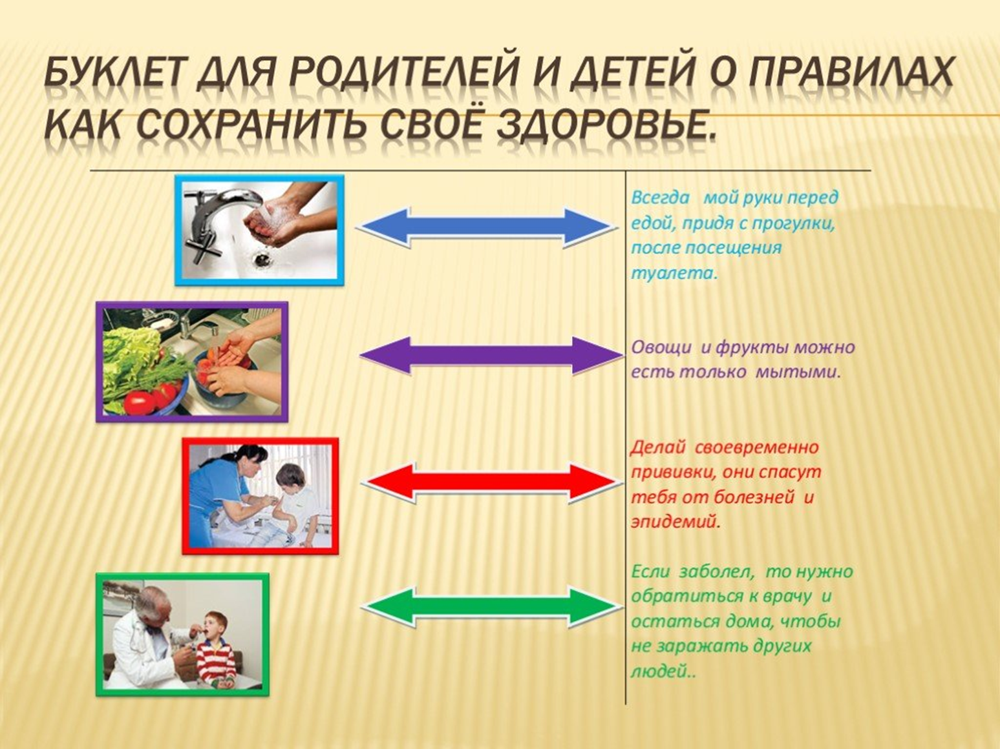 БУКЛЕТ ДЛЯ РОДИТЕЛЕЙ И ДЕТЕЙ О ПРАВИЛАХ
КАК СОХРАНИТЬ СВОЁ ЗДОРОВЬЕ.
Всегда мой руки перед
едой, придя с прогулки,
после посещения
туалета.
Овощи и фрукты можно
есть только мытыми.
Делай своевременно
прививки, они спасут
тебя от болезней и
эпидемий.
Если заболел, то нужно
обратиться к врачу и
остаться дома, чтобы
не заражать других
людей..